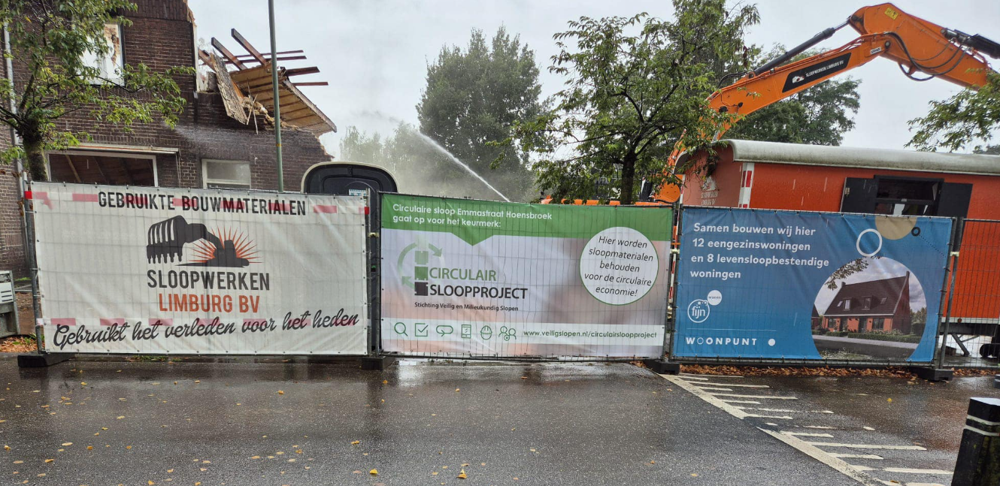 GEBRUIKTE BOUWMATERIALEN
SLOOPWERKEN
LIMBURG BV
Gebruikt het verleden voor het heden
Circulaire sloop Emmastraat Hoensbroek
gaat op voor het keurmerk:
CIRCULAIR
SLOOPPROJECT
Stichting Veilig en Milieukundig Slopen
Hier worden
sloopmaterialen
behouden
voor de circulaire
economie!
www.veiligslopen.nl/circulairsloopproject
Samen bouwen wij hier
12 eengezinswoningen
en 8 levensloopbestendige
woningen
fijn
wonen
WOONPUNT
SLOOPWERKEN LIMBURG BV